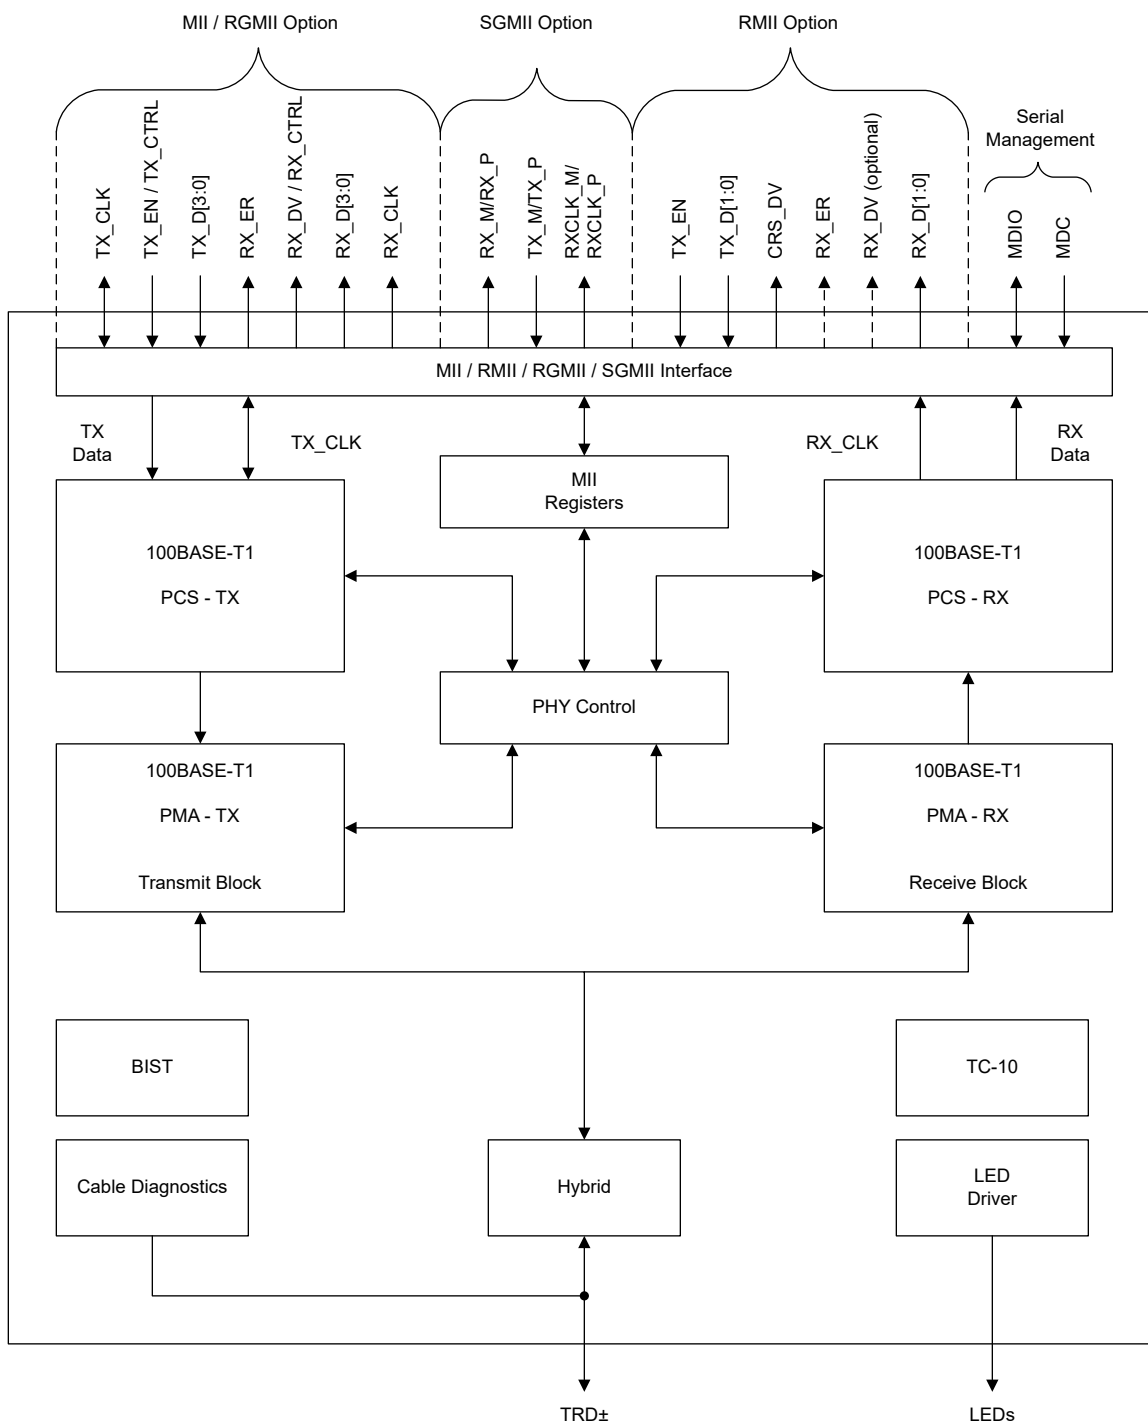 MII / RGMII Option
SGMII Option
RMII Option
Serial
Management
TX_CLK
TX_EN / TX_CTRL
TX_D[3:0]
RX_ER
RX_DV / RX_CTRL
RX_D[3:0]
RX_CLK
RX_M/RX_P
TX_M/TX_P
RXCLK_M/
RXCLK_P
TX_EN
TX_D[1:0]
CRS_DV
RX_ER
RX_DV (optional)
RX_D[1:0]
MDIO
MDC
MII / RMII / RGMII / SGMII Interface
TX
Data
TX_CLK
RX_CLK
RX
Data
MII
Registers
100BASE-T1
PCS - TX
100BASE-T1
PCS - RX
PHY Control
100BASE-T1
PMA - TX
Transmit Block
100BASE-T1
PMA - RX
Receive Block
BIST
TC-10
Cable Diagnostics
Hybrid
LED
Driver
TRD±
LEDs